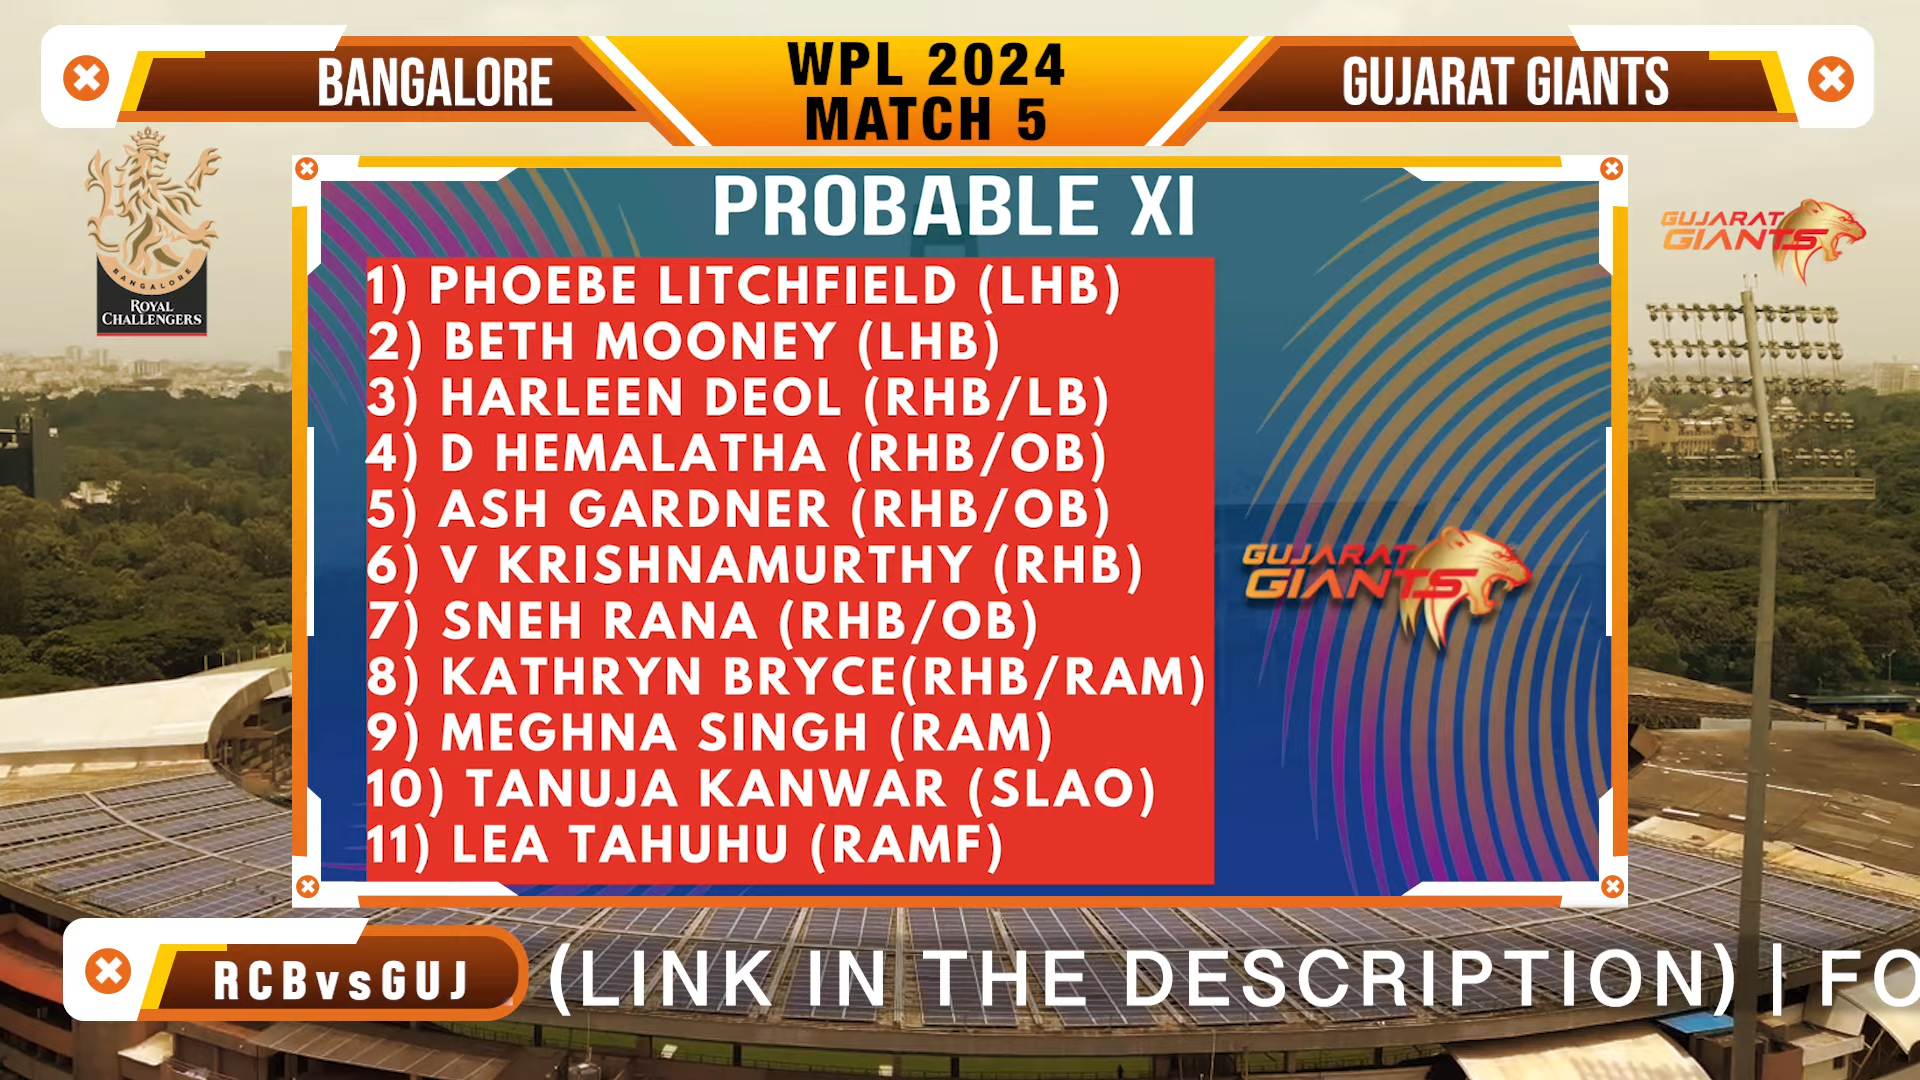 BANGALORE
WPL 2024
MATCH 5
GUJARAT GIANTS
BANGALORE
ROYAL
CHALLENGERS
GUJARAT
GIANTS
PROBABLE XI
1) PHOEBE LITCHFIELD (LHB)
2) BETH MOONEY (LHB)
3) HARLEEN DEOL (RHB/LB)
4) D HEMALATHA (RHB/OB)
5) ASH GARDNER (RHB/OB)
6) V KRISHNAMURTHY (RHB)
7) SNEH RANA (RHB/OB)
8) KATHRYN BRYCE(RHB/RAM)
9) MEGHNA SINGH (RAM)
10) TANUJA KANWAR (SLAO)
11) LEA TAHUHU (RAMF)
GUJARAT
GIANTS
RCBvsGUJ
(LINK IN THE DESCRIPTION) | FO